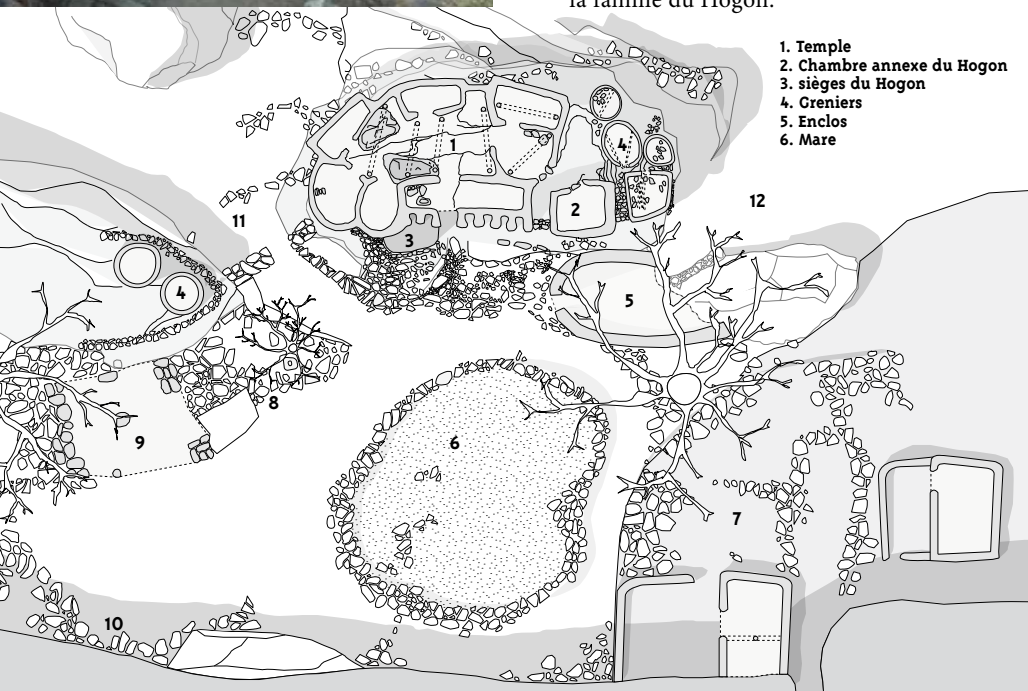 la famille du Hogon.
1. Temple
2. Chambre annexe du Hogon
3. sièges du Hogon
4. Greniers
5. Enclos
6. Mare
1
4
2
12
11
3
4
5
8
9
6
7
10